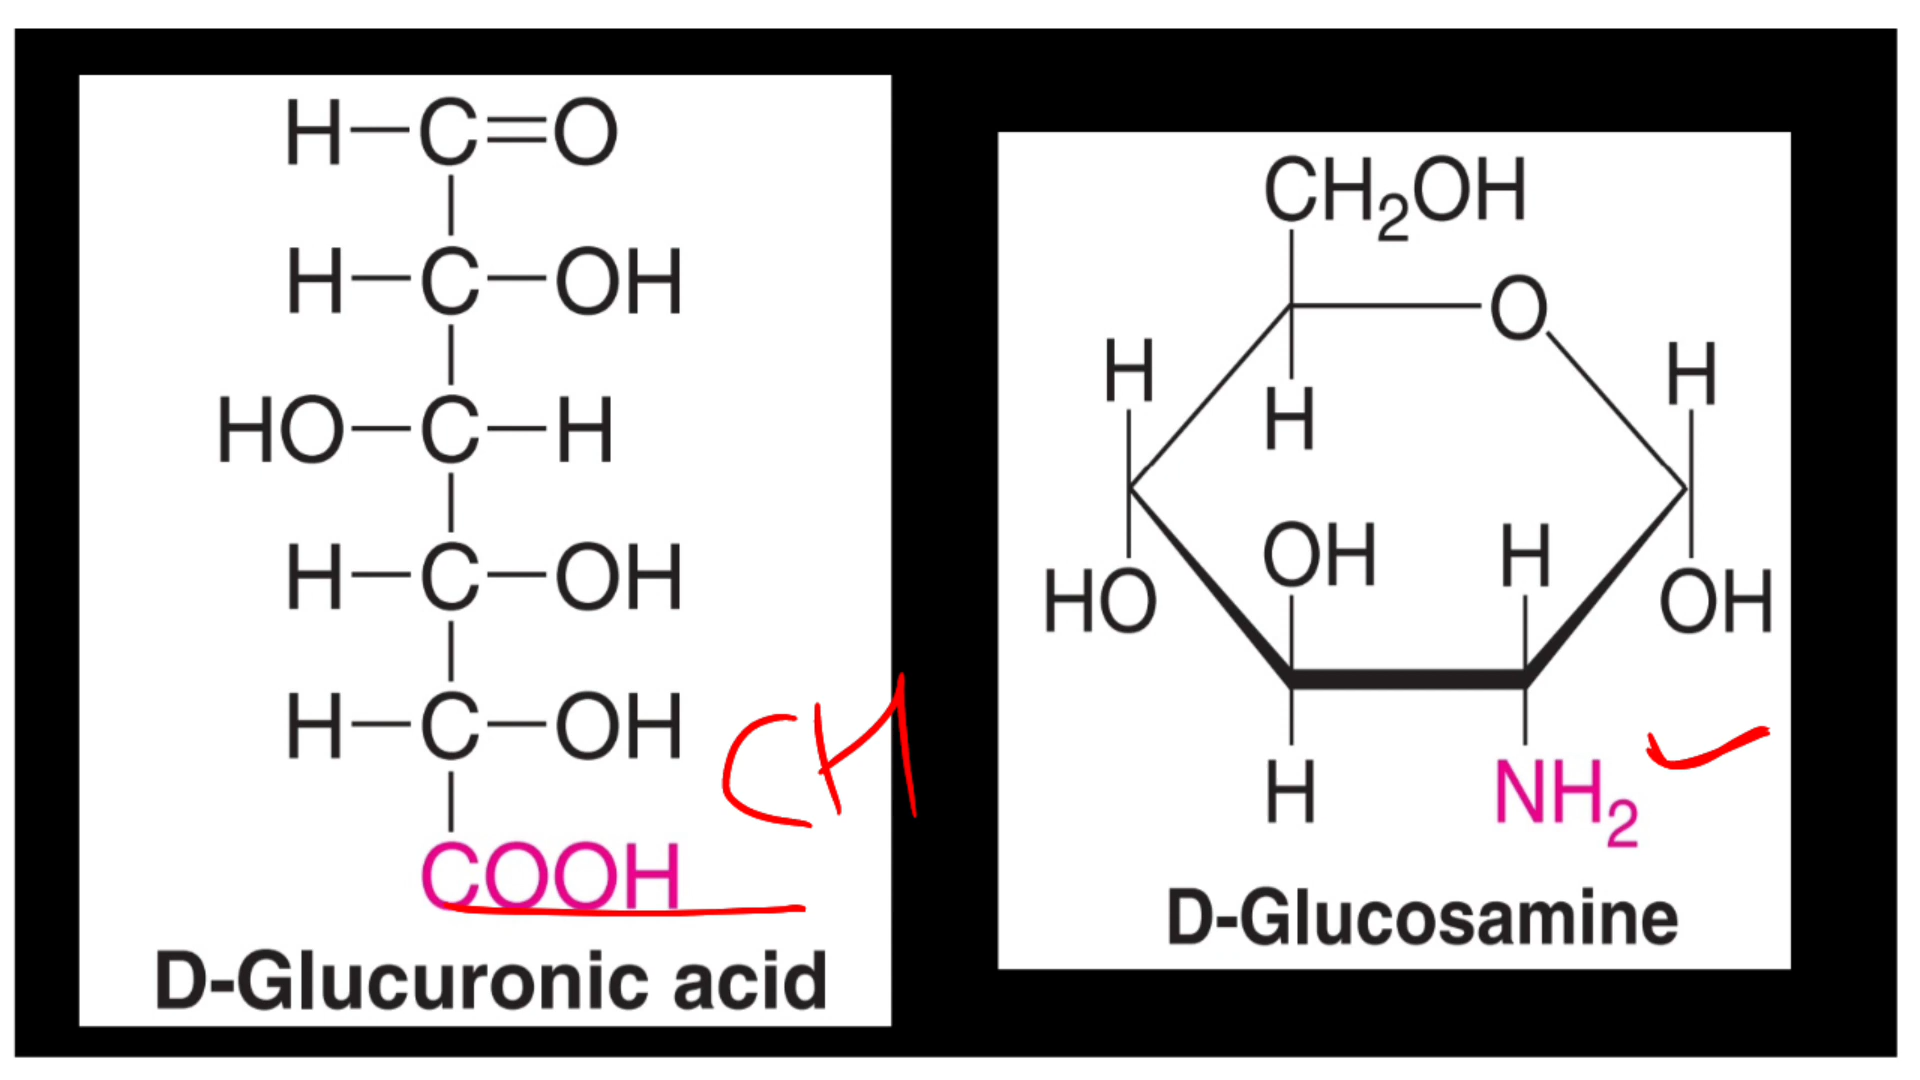 H—C=O
H—C—OH
HO—C—H
H—C—OH
H—C—OH
CH
COOH
D-Glucuronic acid
CH2OH
O
H
H
H
OH
H
HO
OH
H
NH2
D-Glucosamine